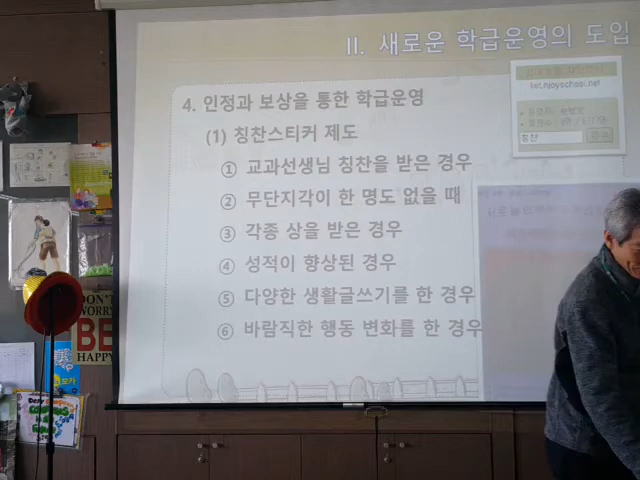 II. 새로운 학급운영의 도입
ket.njoyschool.net
칭찬
4. 인정과 보상을 통한 학급운영
(1) 칭찬스티커 제도
① 교과선생님 칭찬을 받은 경우
② 무단지각이 한 명도 없을 때
③ 각종 상을 받은 경우
④ 성적이 향상된 경우
⑤ 다양한 생활글쓰기를 한 경우
⑥ 바람직한 행동 변화를 한 경우
DON'T
WORRY
BE
HAPPY